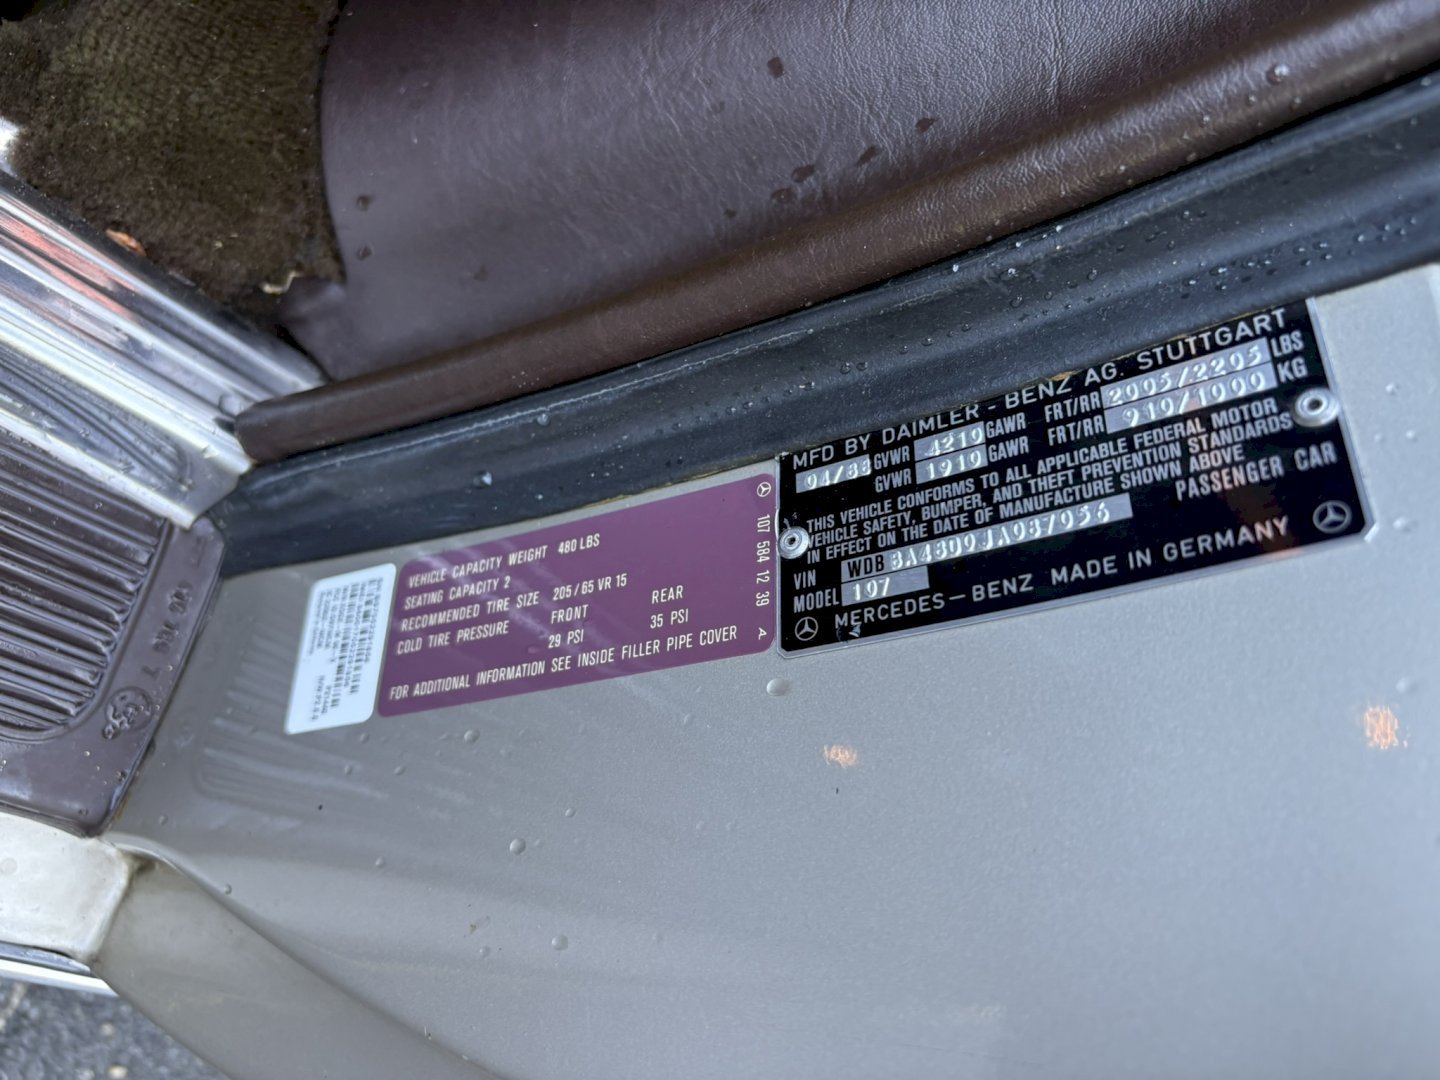 MFD BY DAIMLER - BENZ AG. STUTTGART
04/88 GVWR 4219 GAWR FRT/RR 2005/2205 LBS
GVWR 1919 GAWR FRT/RR 910/1000 KG
THIS VEHICLE CONFORMS TO ALL APPLICABLE FEDERAL MOTOR
VEHICLE SAFETY, BUMPER, AND THEFT PREVENTION STANDARDS
IN EFFECT ON THE DATE OF MANUFACTURE SHOWN ABOVE
VIN WDB BA48D9JA087056 PASSENGER CAR
MODEL 107
MERCEDES-BENZ MADE IN GERMANY
VEHICLE CAPACITY WEIGHT 480 LBS
SEATING CAPACITY 2
RECOMMENDED TIRE SIZE 205/65 VR 15
COLD TIRE PRESSURE FRONT REAR
29 PSI 35 PSI
FOR ADDITIONAL INFORMATION SEE INSIDE FILLER PIPE COVER
107 584 12 39 A